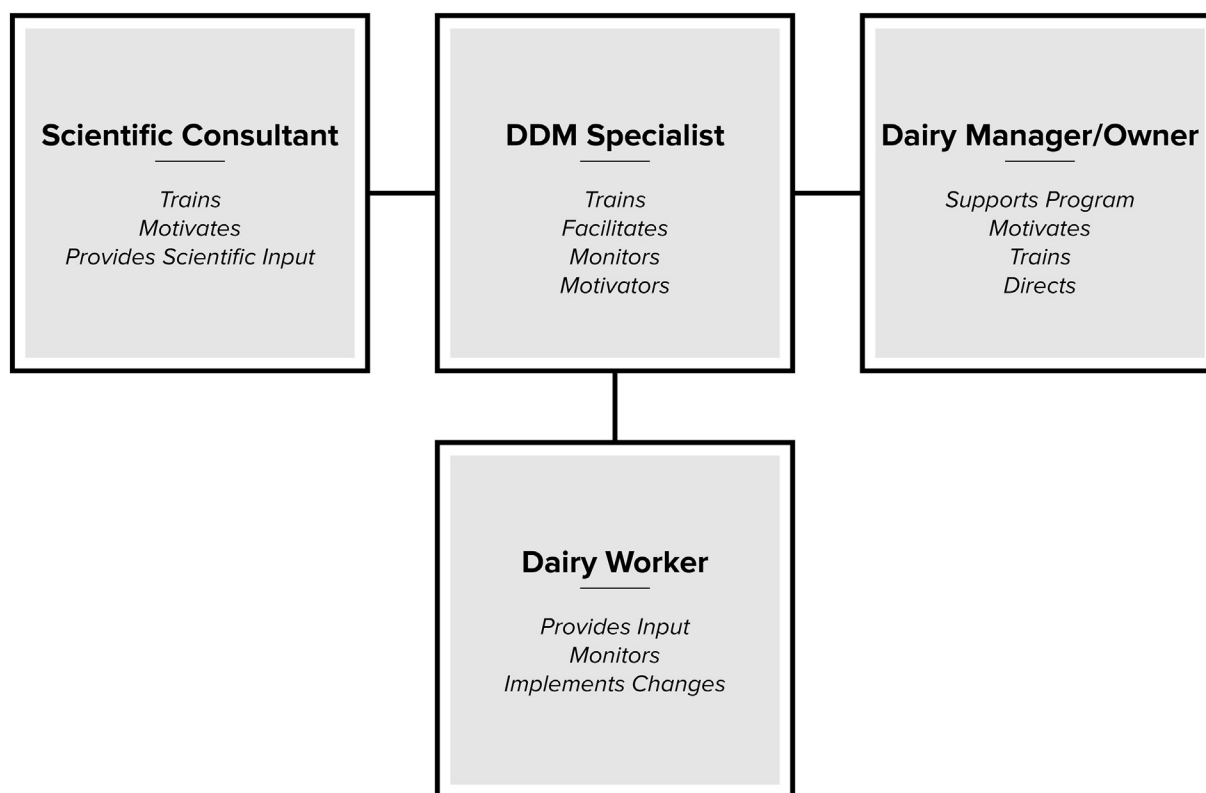 Scientific Consultant
Trains
Motivates
Provides Scientific Input
DDM Specialist
Trains
Facilitates
Monitors
Motivators
Dairy Manager/Owner
Supports Program
Motivates
Trains
Directs
Dairy Worker
Provides Input
Monitors
Implements Changes